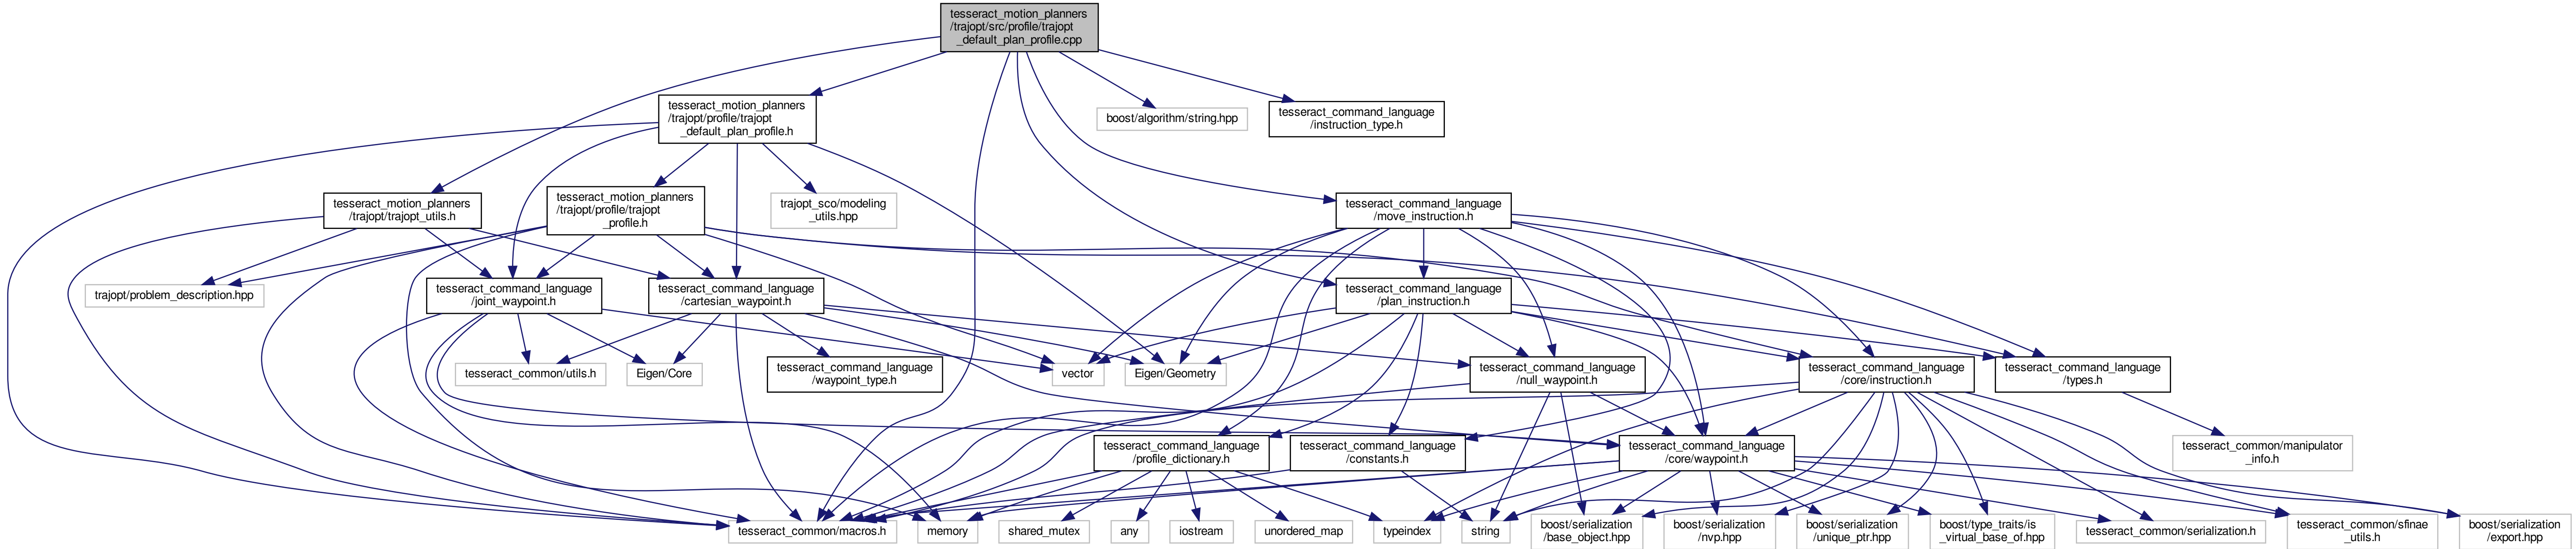 tesseract_motion_planners
/trajopt/src/profile/trajopt
_default_plan_profile.cpp
tesseract_motion_planners
/trajopt/profile/trajopt
_default_plan_profile.h
boost/algorithm/string.hpp
tesseract_command_language
/instruction_type.h
tesseract_motion_planners
/trajopt/trajopt_utils.h
tesseract_motion_planners
/trajopt/profile/trajopt
_profile.h
trajopt_sco/modeling
_utils.hpp
tesseract_command_language
/move_instruction.h
trajopt/problem_description.hpp
tesseract_command_language
/joint_waypoint.h
tesseract_command_language
/cartesian_waypoint.h
tesseract_command_language
/plan_instruction.h
tesseract_common/utils.h
Eigen/Core
tesseract_command_language
/waypoint_type.h
vector
Eigen/Geometry
tesseract_command_language
/null_waypoint.h
tesseract_command_language
/core/instruction.h
tesseract_command_language
/types.h
tesseract_command_language
/profile_dictionary.h
tesseract_command_language
/constants.h
tesseract_command_language
/core/waypoint.h
tesseract_common/manipulator
_info.h
tesseract_common/macros.h
memory
shared_mutex
any
iostream
unordered_map
typeindex
string
boost/serialization
/base_object.hpp
boost/serialization
/nvp.hpp
boost/serialization
/unique_ptr.hpp
boost/type_traits/is
_virtual_base_of.hpp
tesseract_common/serialization.h
tesseract_common/sfinae
_utils.h
boost/serialization
/export.hpp